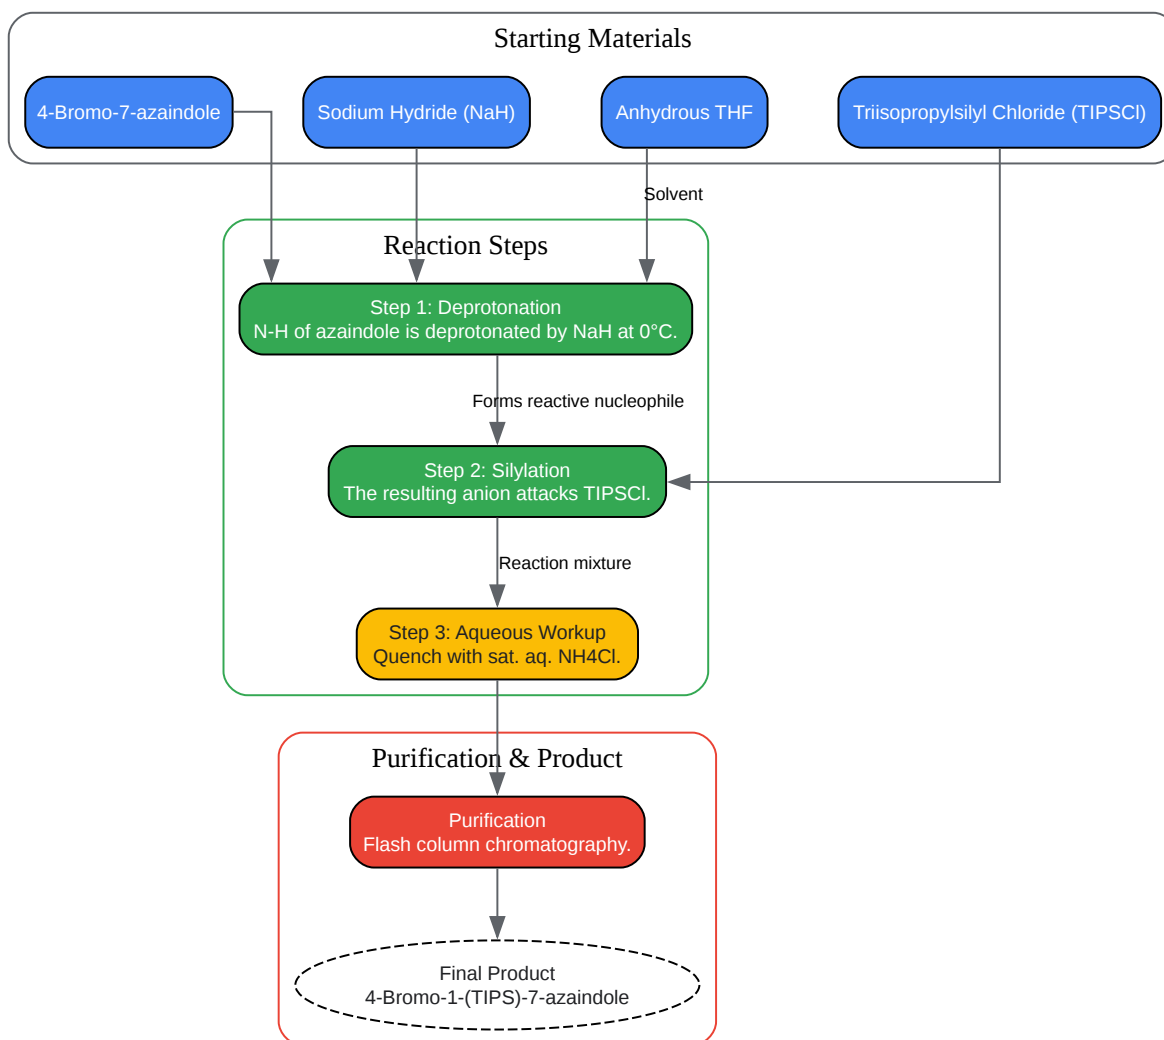 Starting Materials
4-Bromo-7-azaindole
Sodium Hydride (NaH)
Anhydrous THF
Triisopropylsilyl Chloride (TIPSCl)
Solvent
Reaction Steps
Step 1: Deprotonation
N-H of azaindole is deprotonated by NaH at 0°C.
Forms reactive nucleophile
Step 2: Silylation
The resulting anion attacks TIPSCl.
Reaction mixture
Step 3: Aqueous Workup
Quench with sat. aq. NH4Cl.
Purification & Product
Purification
Flash column chromatography.
Final Product
4-Bromo-1-(TIPS)-7-azaindole